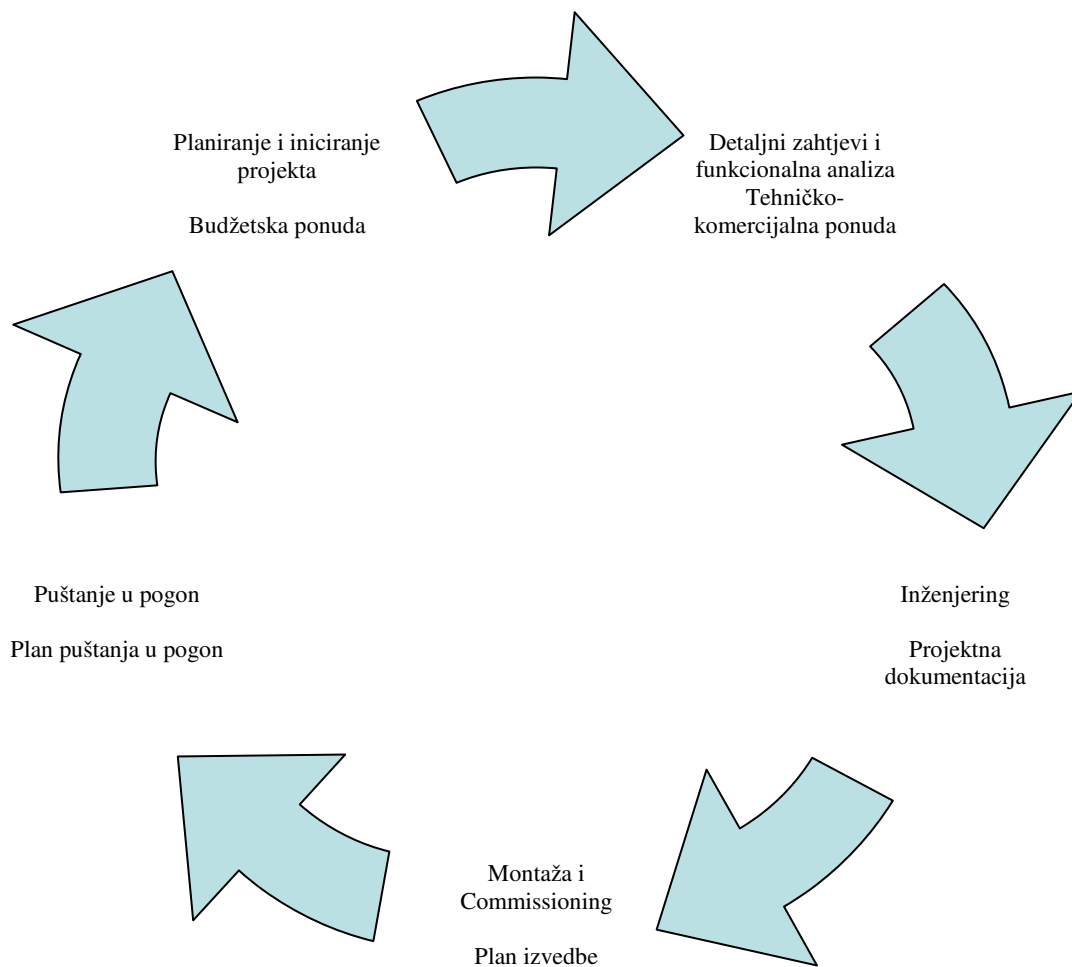 Planiranje i iniciranje
projekta
Budžetska ponuda
Detaljni zahtjevi i
funkcionalna analiza
Tehničko-
komercijalna ponuda
Inženjering
Projektna
dokumentacija
Montaža i
Commissioning
Plan izvedbe
Puštanje u pogon
Plan puštanja u pogon